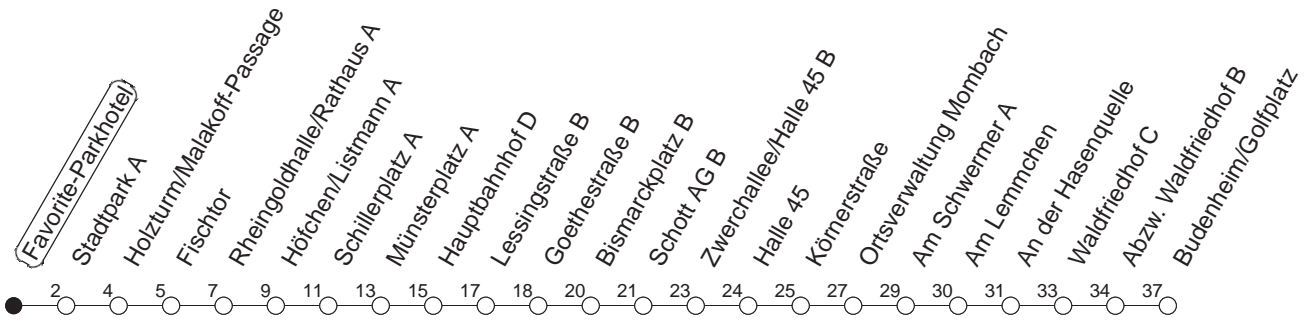 Favorite-Parkhotel
Stadtpark A
Holzturm/Malakoff-Passage
Fischtor
Rheingoldhalle/Rathaus A
Höfchen/Listmann A
Schillerplatz A
Münsterplatz A
Hauptbahnhof D
Lessingstraße B
Goethestraße B
Bismarckplatz B
Schott AG B
Zwerchalle/Halle 45 B
Halle 45
Körnerstraße
Ortsverwaltung Mombach
Am Schwermer A
Am Lemmchen
An der Hasenquelle
Waldfriedhof C
Abzw. Waldfriedhof B
Budenheim/Golfplatz
2 4 5 7 9 11 13 15 17 18 20 21 23 24 25 27 29 30 31 33 34 37